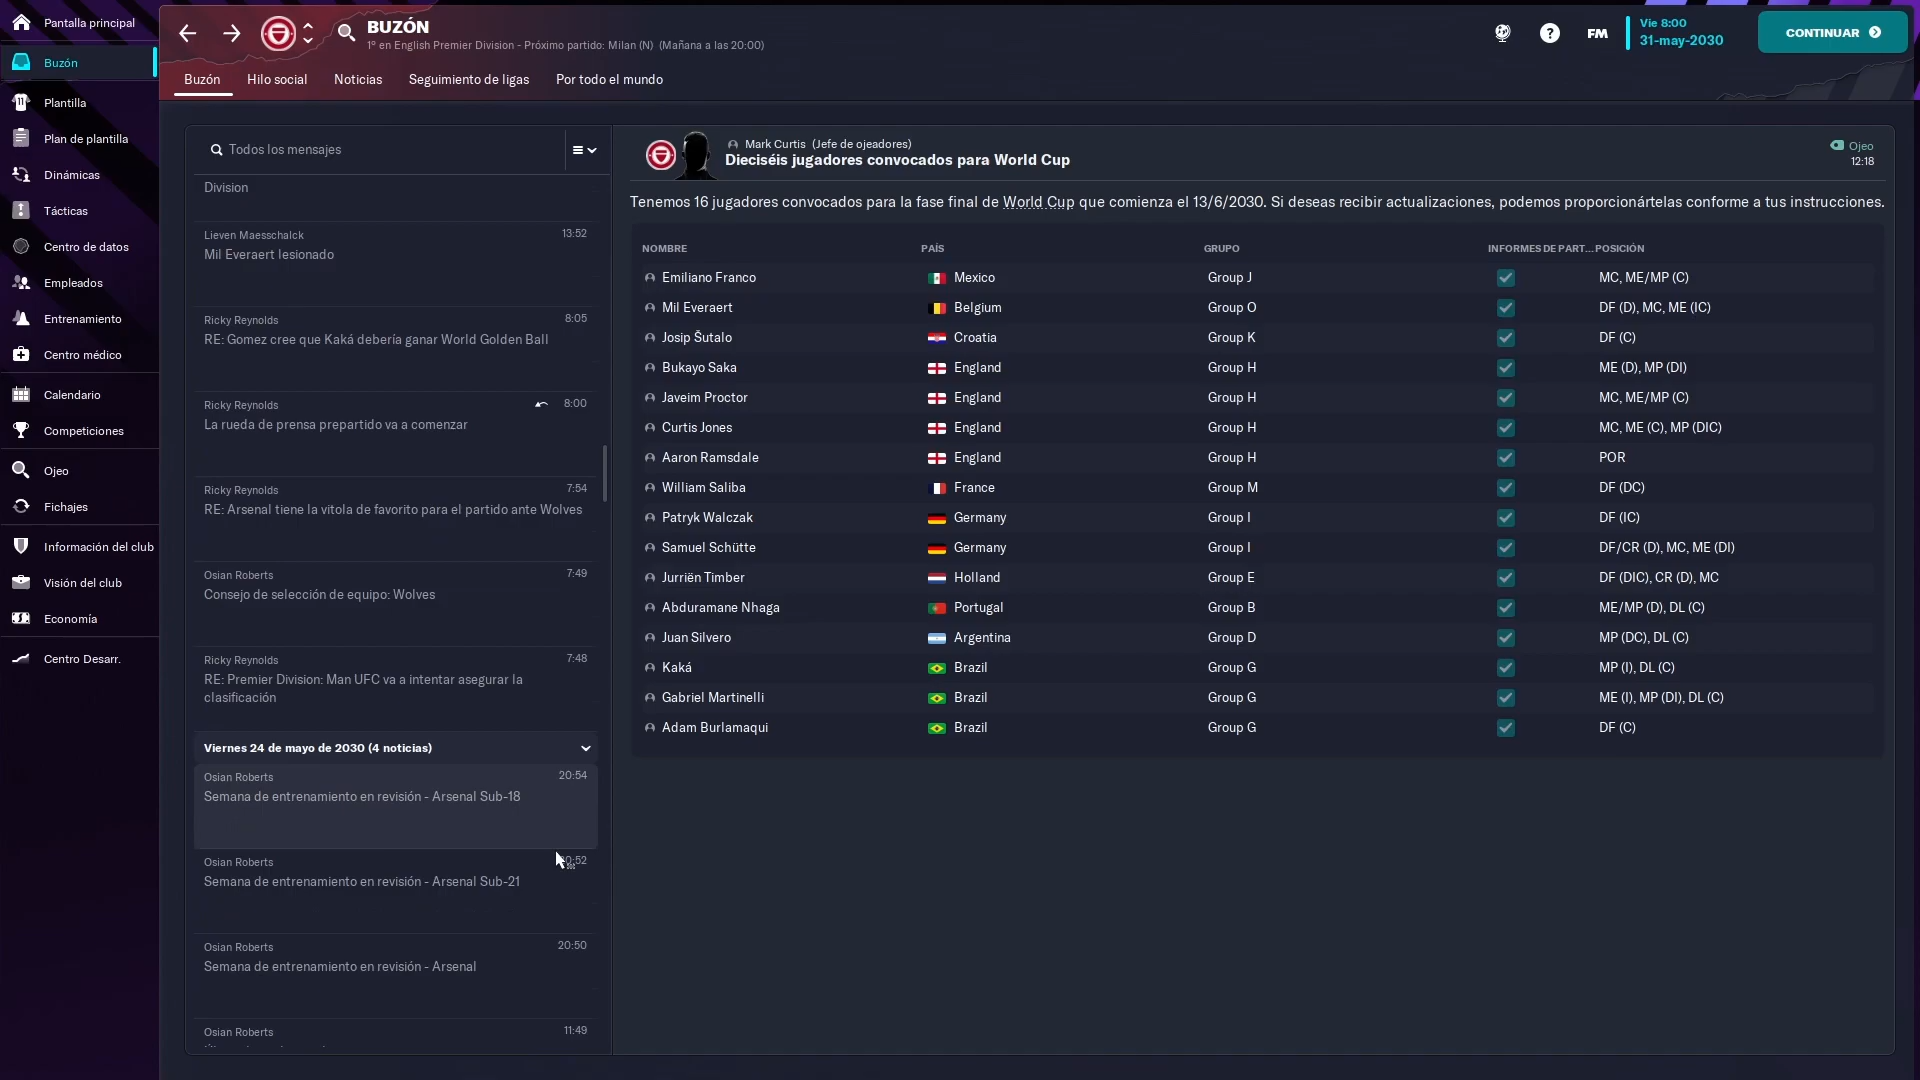 Pantalla principal
Buzón
Plantilla
Plan de plantilla
Dinámicas
Tácticas
Centro de datos
Empleados
Entrenamiento
Centro médico
Calendario
Competiciones
Ojeo
Fichajes
Información del club
Visión del club
Economía
Centro Desarr.
BUZÓN
1º en English Premier Division - Próximo partido: Milan (N) (Mañana a las 20:00)
FM
Vie 8:00
31-may-2030
CONTINUAR
Buzón
Hilo social
Noticias
Seguimiento de ligas
Por todo el mundo
Todos los mensajes
Division
Lieven Maesschalck 13:52
Mil Everaert lesionado
Ricky Reynolds 8:05
RE: Gomez cree que Kaká debería ganar World Golden Ball
Ricky Reynolds 8:00
La rueda de prensa prepartido va a comenzar
Ricky Reynolds 7:54
RE: Arsenal tiene la vitola de favorito para el partido ante Wolves
Osian Roberts 7:49
Consejo de selección de equipo: Wolves
Ricky Reynolds 7:48
RE: Premier Division: Man UFC va a intentar asegurar la
clasificación
Viernes 24 de mayo de 2030 (4 noticias)
Osian Roberts 20:54
Semana de entrenamiento en revisión - Arsenal Sub-18
Osian Roberts
Semana de entrenamiento en revisión - Arsenal Sub-21
Osian Roberts 20:50
Semana de entrenamiento en revisión - Arsenal
Osian Roberts 11:49
Mark Curtis (Jefe de ojeadores)
Dieciséis jugadores convocados para World Cup
Ojeo
12:18
Tenemos 16 jugadores convocados para la fase final de World Cup que comienza el 13/6/2030. Si deseas recibir actualizaciones, podemos proporcionártelas conforme a tus instrucciones.
NOMBRE PAÍS GRUPO INFORMES DE PART... POSICIÓN
Emiliano Franco Mexico Group J MC, ME/MP (C)
Mil Everaert Belgium Group O DF (D), MC, ME (IC)
Josip Šutalo Croatia Group K DF (C)
Bukayo Saka England Group H ME (D), MP (DI)
Javeim Proctor England Group H MC, ME/MP (C)
Curtis Jones England Group H MC, ME (C), MP (DIC)
Aaron Ramsdale England Group H POR
William Saliba France Group M DF (DC)
Patryk Walczak Germany Group I DF (IC)
Samuel Schütte Germany Group I DF/CR (D), MC, ME (DI)
Jurriën Timber Holland Group E DF (DIC), CR (D), MC
Abduramane Nhaga Portugal Group B ME/MP (D), DL (C)
Juan Silvero Argentina Group D MP (DC), DL (C)
Kaká Brazil Group G MP (I), DL (C)
Gabriel Martinelli Brazil Group G ME (I), MP (DI), DL (C)
Adam Burlamaqui Brazil Group G DF (C)